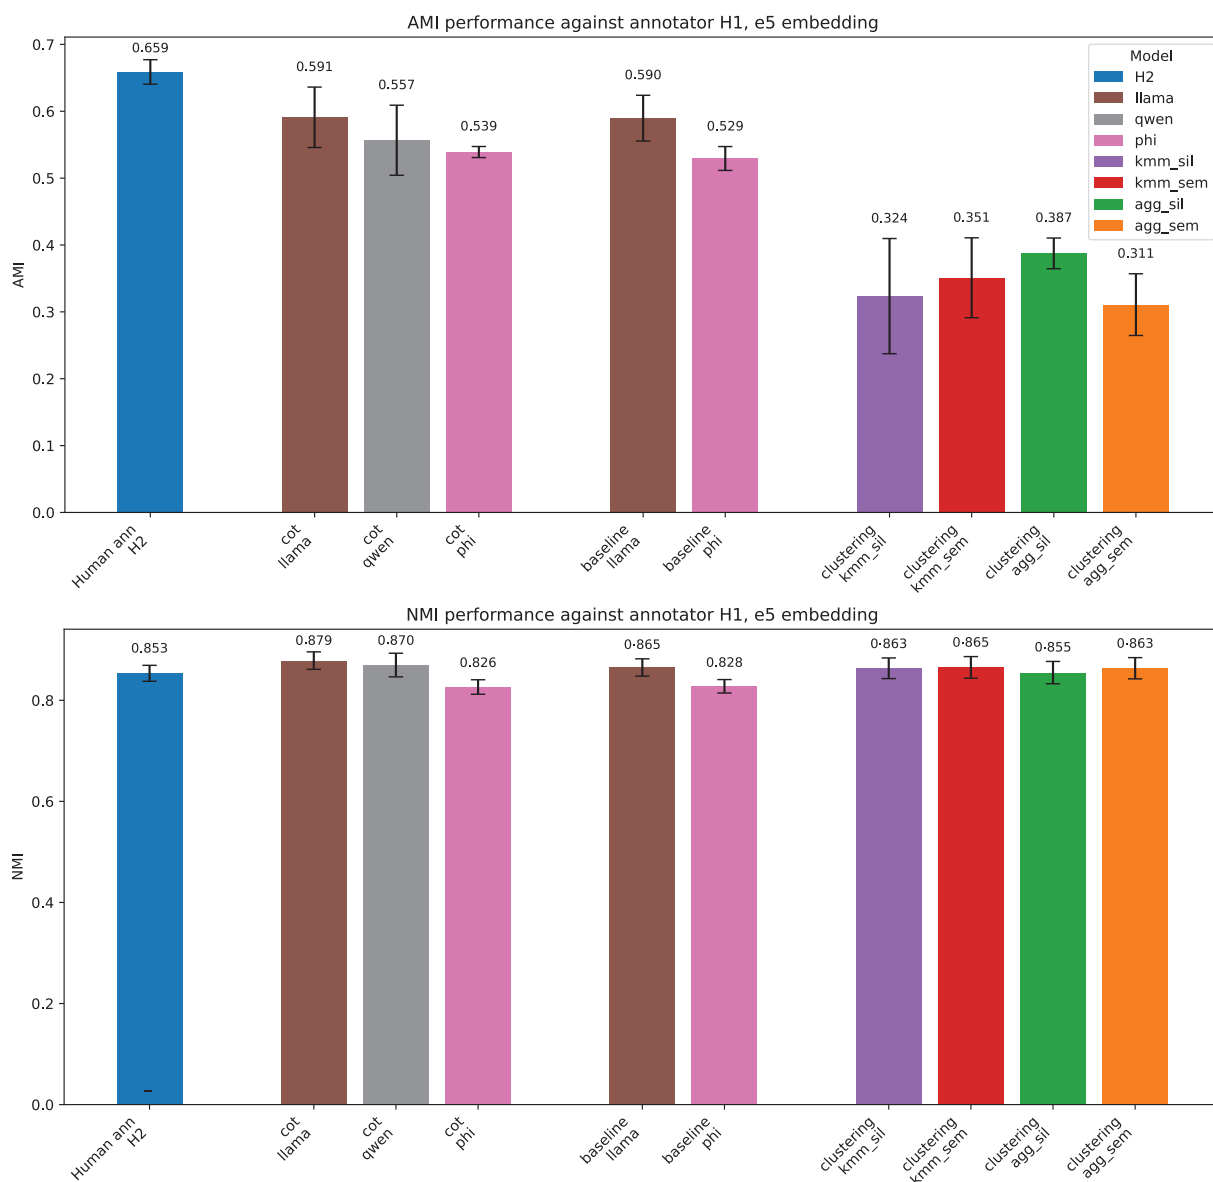 AMI performance against annotator H1, e5 embedding
0.7
0.6
0.5
0.4
0.3
0.2
0.1
0.0
AMI
0.659
0.591
0.557
0.539
0.590
0.529
0.324
0.351
0.387
0.311
Model
H2
llama
qwen
phi
kmm_sil
kmm_sem
agg_sil
agg_sem
Human ann
H2
cot
llama
cot
qwen
cot
phi
baseline
llama
baseline
phi
clustering
kmm_sil
clustering
kmm_sem
clustering
agg_sil
clustering
agg_sem
NMI performance against annotator H1, e5 embedding
0.8
0.6
0.4
0.2
0.0
NMI
0.853
0.879
0.870
0.826
0.865
0.828
0.863
0.865
0.855
0.863
Human ann
H2
cot
llama
cot
qwen
cot
phi
baseline
llama
baseline
phi
clustering
kmm_sil
clustering
kmm_sem
clustering
agg_sil
clustering
agg_sem